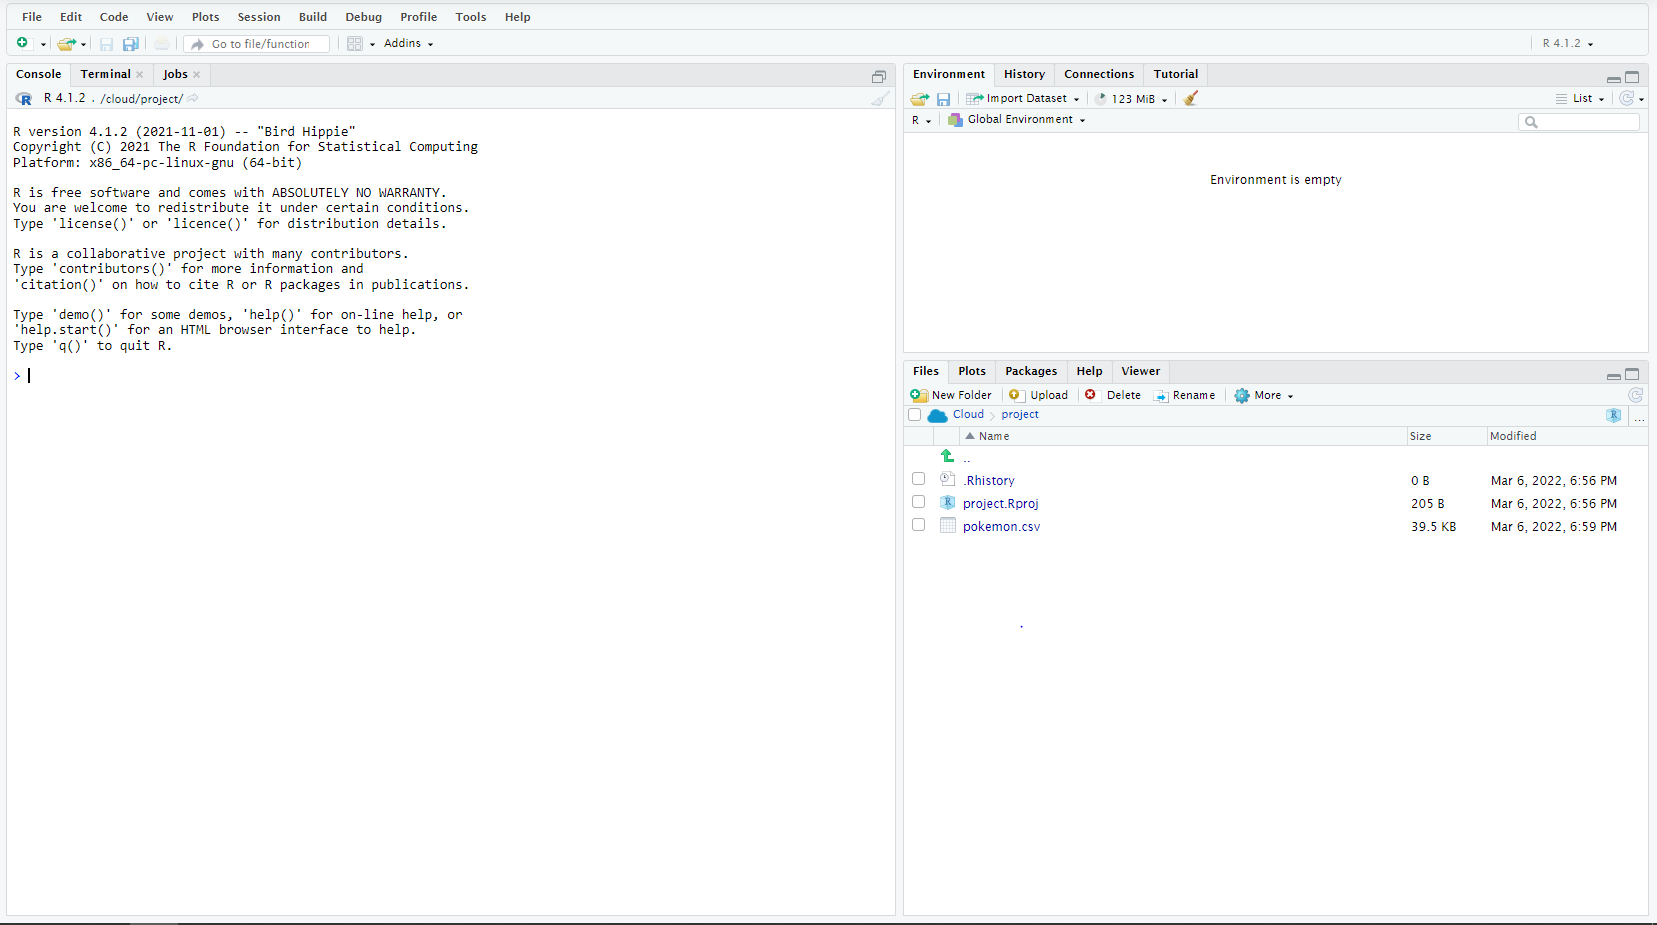 File Edit Code View Plots Session Build Debug Profile Tools Help
Go to file/function Addins R 4.1.2
Console Terminal Jobs
R 4.1.2 . /cloud/project/
R version 4.1.2 (2021-11-01) -- "Bird Hippie"
Copyright (C) 2021 The R Foundation for Statistical Computing
Platform: x86_64-pc-linux-gnu (64-bit)
R is free software and comes with ABSOLUTELY NO WARRANTY.
You are welcome to redistribute it under certain conditions.
Type 'license()' or 'licence()' for distribution details.
R is a collaborative project with many contributors.
Type 'contributors()' for more information and
'citation()' on how to cite R or R packages in publications.
Type 'demo()' for some demos, 'help()' for on-line help, or
'help.start()' for an HTML browser interface to help.
Type 'q()' to quit R.
>
Environment History Connections Tutorial
Import Dataset 123 MiB List
R Global Environment
Environment is empty
Files Plots Packages Help Viewer
New Folder Upload Delete Rename More
Cloud project R ...
Name Size Modified
..
.Rhistory 0 B Mar 6, 2022, 6:56 PM
project.Rproj 205 B Mar 6, 2022, 6:56 PM
pokemon.csv 39.5 KB Mar 6, 2022, 6:59 PM